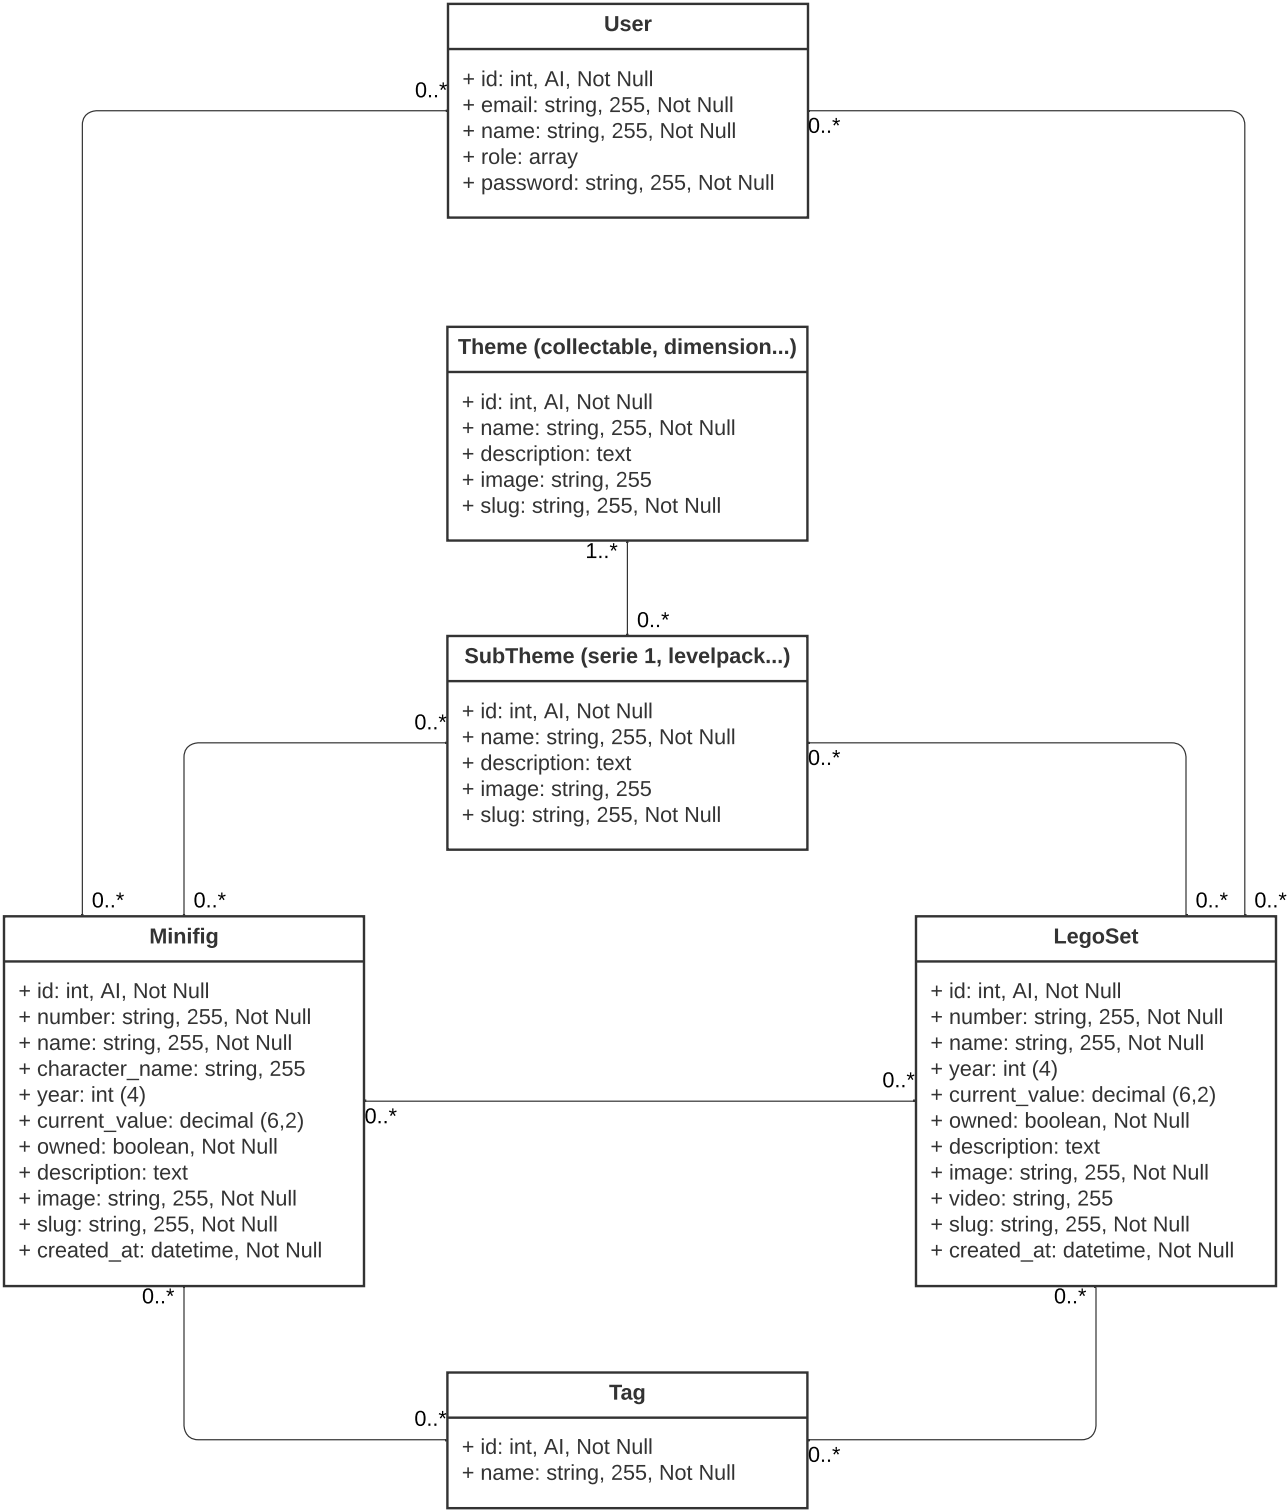 User
+ id: int, AI, Not Null
+ email: string, 255, Not Null
+ name: string, 255, Not Null
+ role: array
+ password: string, 255, Not Null
0..*
0..*
Theme (collectable, dimension...)
+ id: int, AI, Not Null
+ name: string, 255, Not Null
+ description: text
+ image: string, 255
+ slug: string, 255, Not Null
1..*
0..*
SubTheme (serie 1, levelpack...)
+ id: int, AI, Not Null
+ name: string, 255, Not Null
+ description: text
+ image: string, 255
+ slug: string, 255, Not Null
0..*
0..*
0..*
0..*
0..*
0..*
Minifig
+ id: int, AI, Not Null
+ number: string, 255, Not Null
+ name: string, 255, Not Null
+ character_name: string, 255
+ year: int (4)
+ current_value: decimal (6,2)
+ owned: boolean, Not Null
+ description: text
+ image: string, 255, Not Null
+ slug: string, 255, Not Null
+ created_at: datetime, Not Null
0..*
0..*
LegoSet
+ id: int, AI, Not Null
+ number: string, 255, Not Null
+ name: string, 255, Not Null
+ year: int (4)
+ current_value: decimal (6,2)
+ owned: boolean, Not Null
+ description: text
+ image: string, 255, Not Null
+ video: string, 255
+ slug: string, 255, Not Null
+ created_at: datetime, Not Null
0..*
0..*
0..*
0..*
Tag
+ id: int, AI, Not Null
+ name: string, 255, Not Null